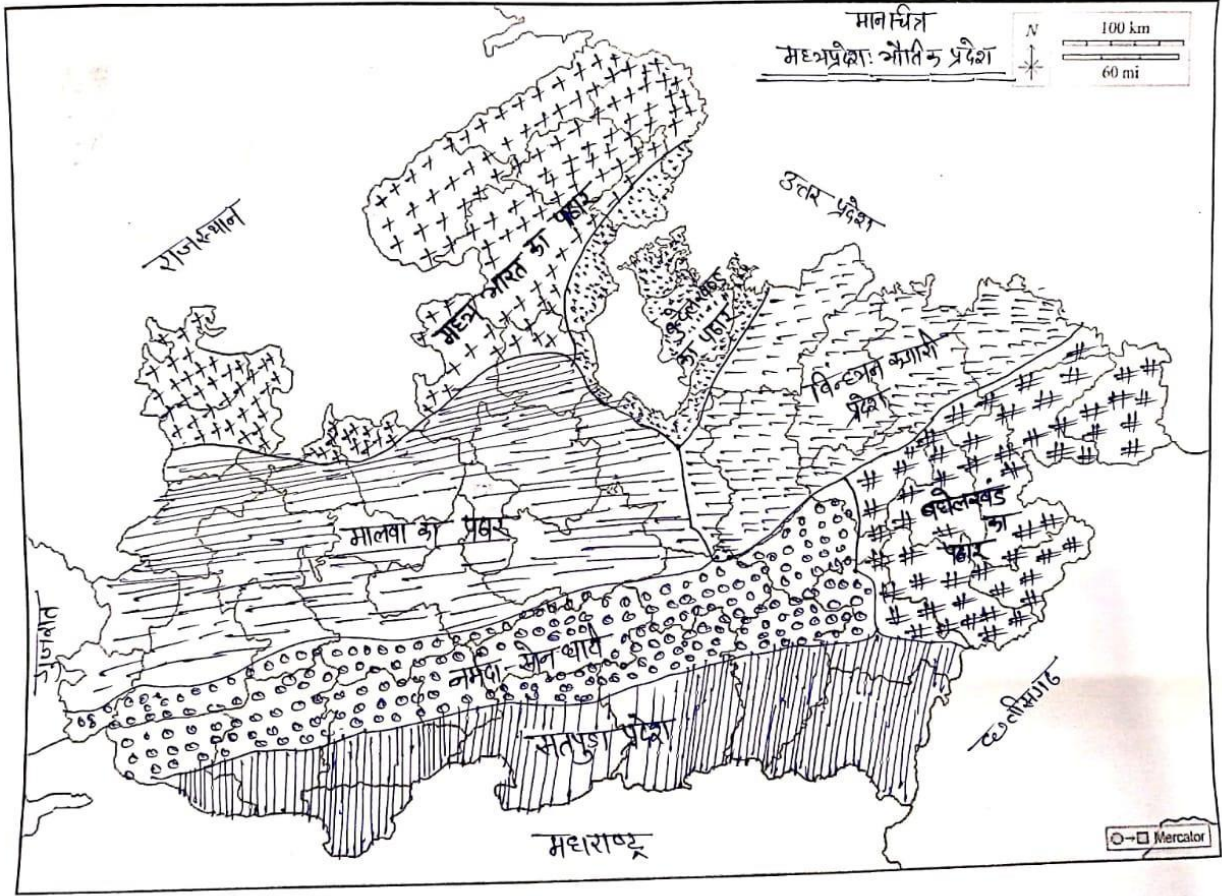 मानचित्र
मध्यप्रदेश: भौतिक प्रदेश
N
100 km
60 mi
राजस्थान
उत्तर प्रदेश
मध्य भारत का पठार
बुंदेलखण्ड
का पठार
विन्ध्यन कगारी
प्रदेश
मालवा का पठार
बघेलखंड
का
पठार
गुजरात
नर्मदा-सोन घाटी
सतपुड़ा प्रदेश
छत्तीसगढ
महाराष्ट्र
Mercator